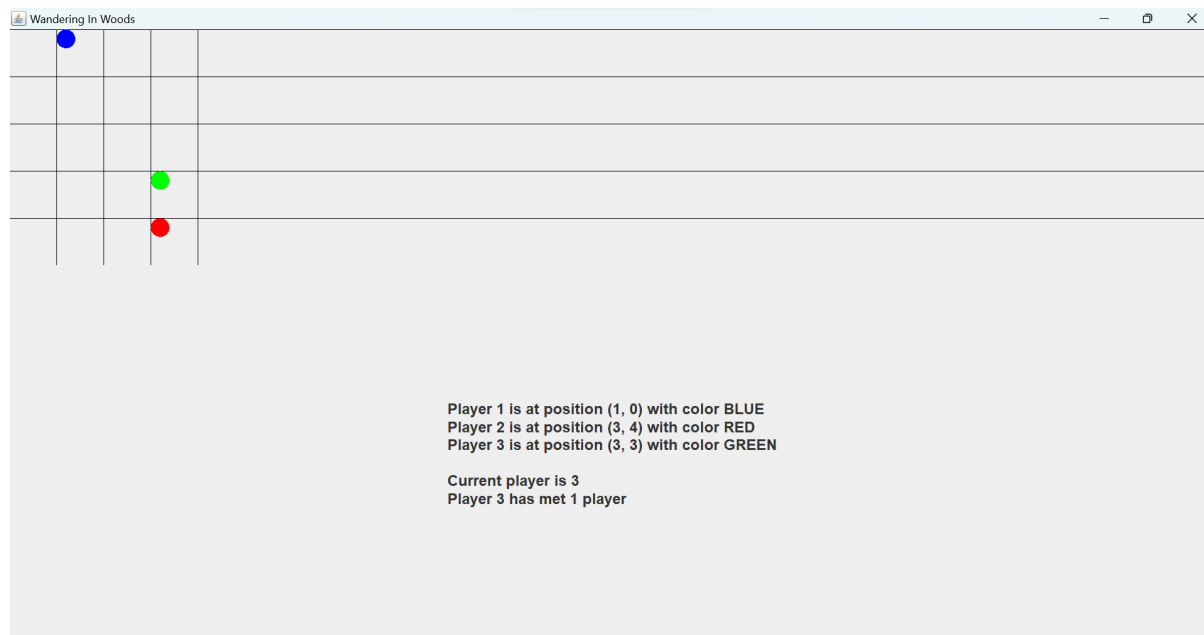 Wandering In Woods
Player 1 is at position (1, 0) with color BLUE
Player 2 is at position (3, 4) with color RED
Player 3 is at position (3, 3) with color GREEN
Current player is 3
Player 3 has met 1 player